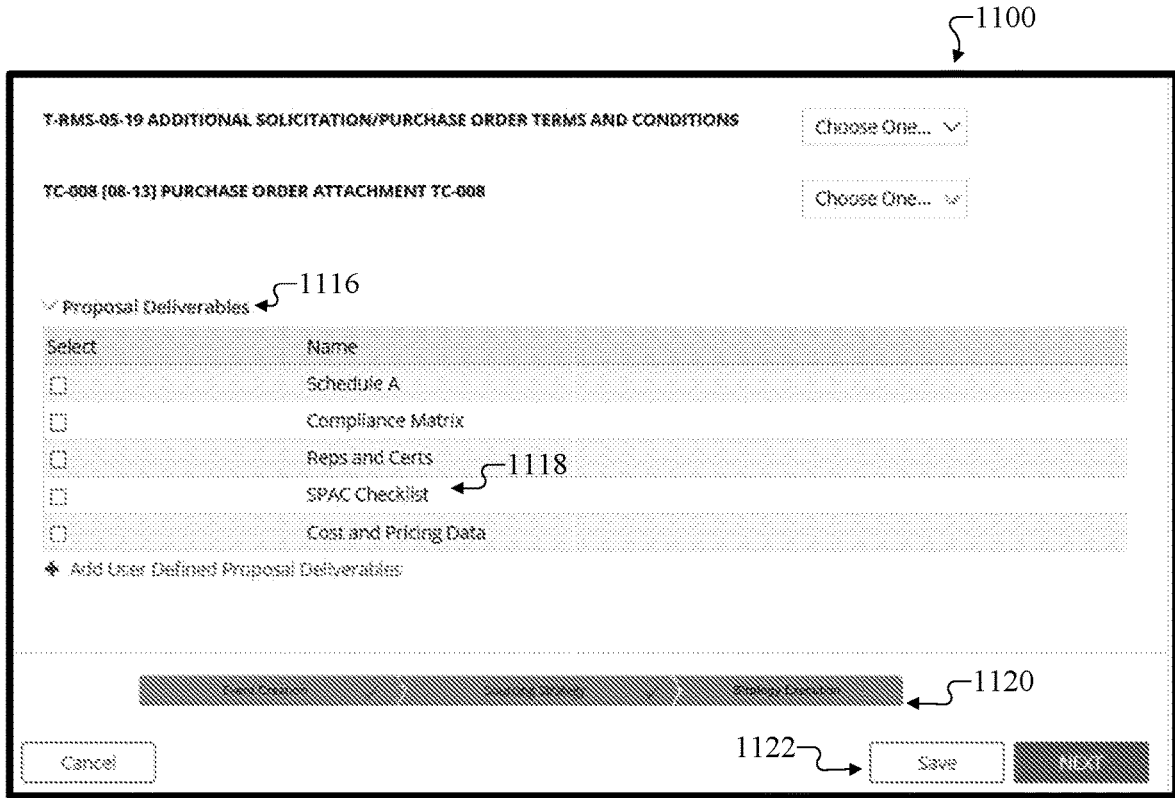 1100
T-RMS-05-19 ADDITIONAL SOLICITATION/PURCHASE ORDER TERMS AND CONDITIONS Choose One...
TC-008 [08-13] PURCHASE ORDER ATTACHMENT TC-008 Choose One...
1116
Proposal Deliverables
Select Name
Schedule A
Compliance Matrix
Reps and Certs
1118
SPAC Checklist
Cost and Pricing Data
+ Add User Defined Proposal Deliverables
1120
1122
Cancel Save NEXT